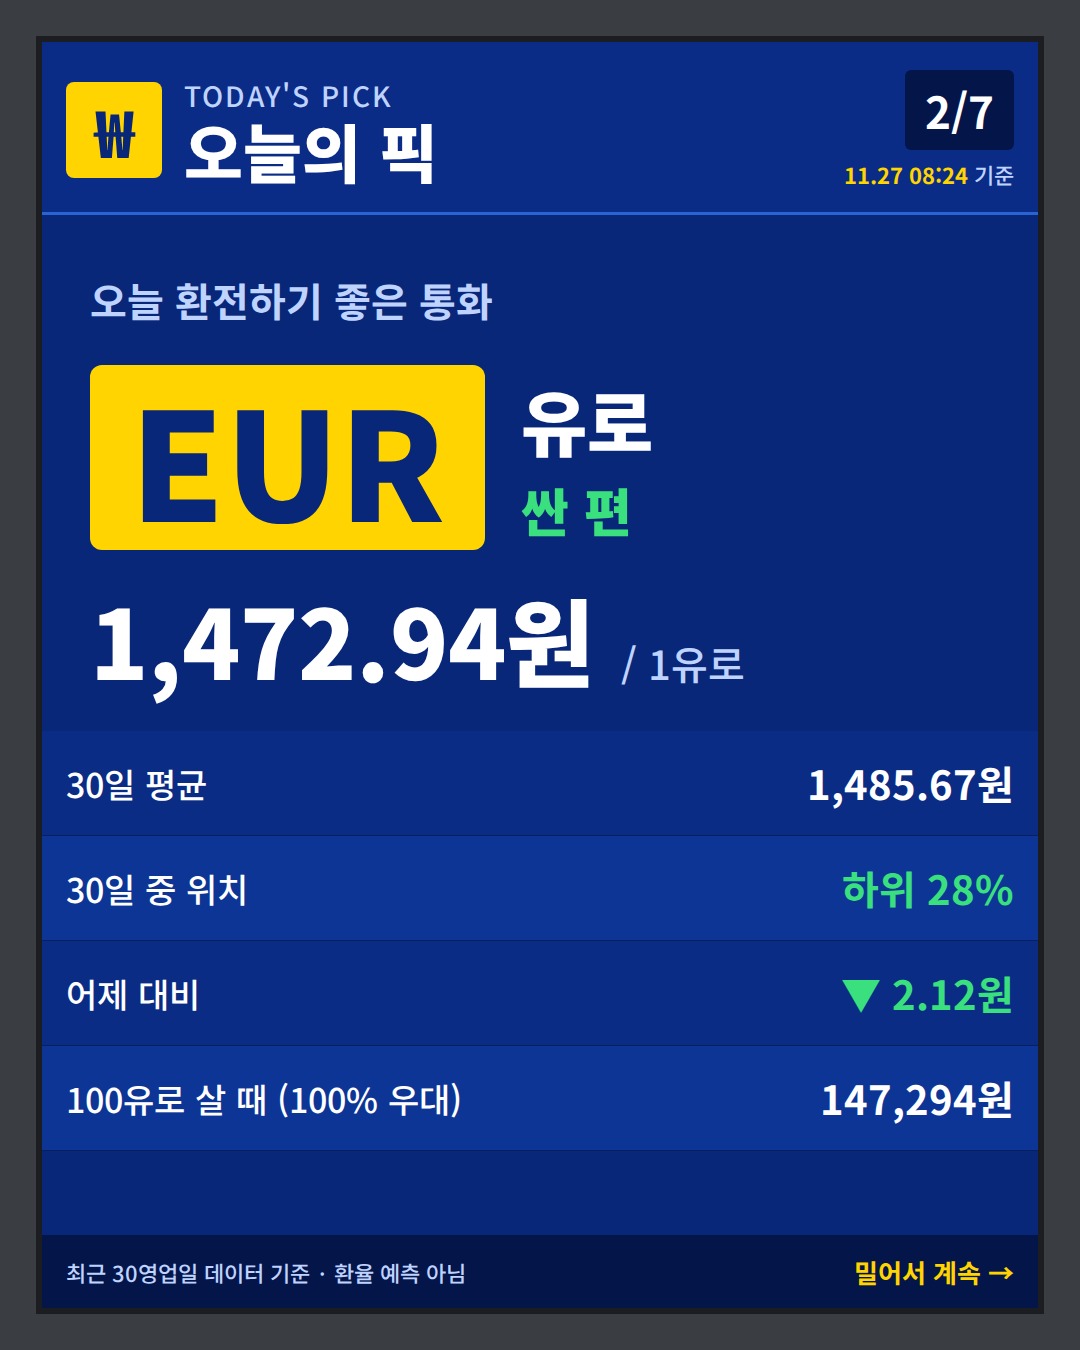 ₩
TODAY'S PICK
오늘의 픽
2/7
11.27 08:24 기준
오늘 환전하기 좋은 통화
EUR
유로
싼 편
1,472.94원 / 1유로
30일 평균 1,485.67원
30일 중 위치 하위 28%
어제 대비 ▼ 2.12원
100유로 살 때 (100% 우대) 147,294원
최근 30영업일 데이터 기준 · 환율 예측 아님
밀어서 계속 →